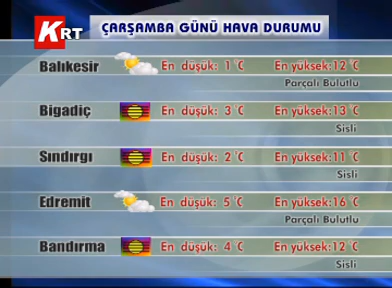 KRT
ÇARŞAMBA GÜNÜ HAVA DURUMU
Balıkesir En düşük: 1 °C En yüksek:12 °C
Parçalı Bulutlu
Bigadiç En düşük: 3 °C En yüksek:13 °C
Sisli
Sındırgı En düşük: 2 °C En yüksek:11 °C
Sisli
Edremit En düşük: 5 °C En yüksek:16 °C
Parçalı Bulutlu
Bandırma En düşük: 4 °C En yüksek:12 °C
Sisli